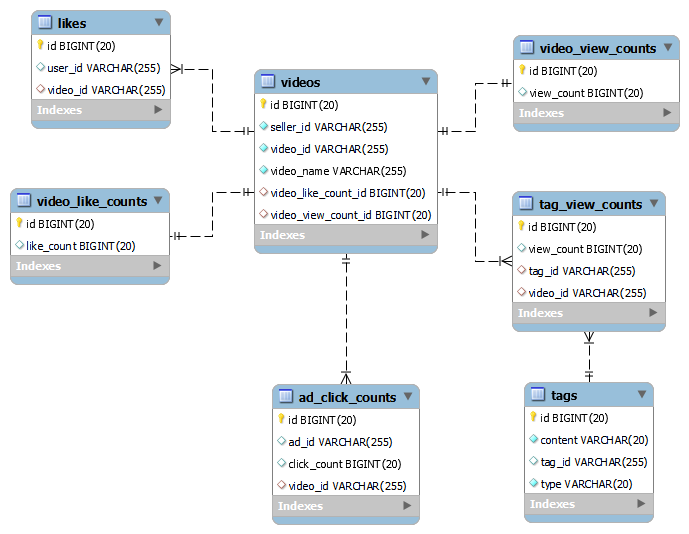 likes
id BIGINT(20)
user_id VARCHAR(255)
video_id VARCHAR(255)
Indexes
videos
id BIGINT(20)
seller_id VARCHAR(255)
video_id VARCHAR(255)
video_name VARCHAR(255)
video_like_count_id BIGINT(20)
video_view_count_id BIGINT(20)
Indexes
video_view_counts
id BIGINT(20)
view_count BIGINT(20)
Indexes
video_like_counts
id BIGINT(20)
like_count BIGINT(20)
Indexes
tag_view_counts
id BIGINT(20)
view_count BIGINT(20)
tag_id VARCHAR(255)
video_id VARCHAR(255)
Indexes
ad_click_counts
id BIGINT(20)
ad_id VARCHAR(255)
click_count BIGINT(20)
video_id VARCHAR(255)
Indexes
tags
id BIGINT(20)
content VARCHAR(20)
tag_id VARCHAR(255)
type VARCHAR(20)
Indexes